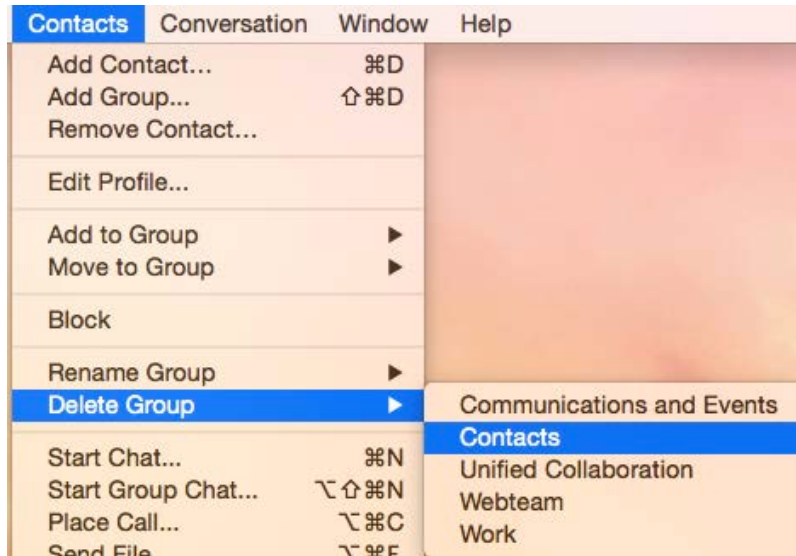 Contacts Conversation Window Help
Add Contact... ⌘D
Add Group... ⇧⌘D
Remove Contact...
Edit Profile...
Add to Group ▶
Move to Group ▶
Block
Rename Group ▶
Delete Group ▶
Communications and Events
Contacts
Unified Collaboration
Webteam
Work
Start Chat... ⌘N
Start Group Chat... ⌥⇧⌘N
Place Call... ⌥⌘C
Send File... ⌥⌘F